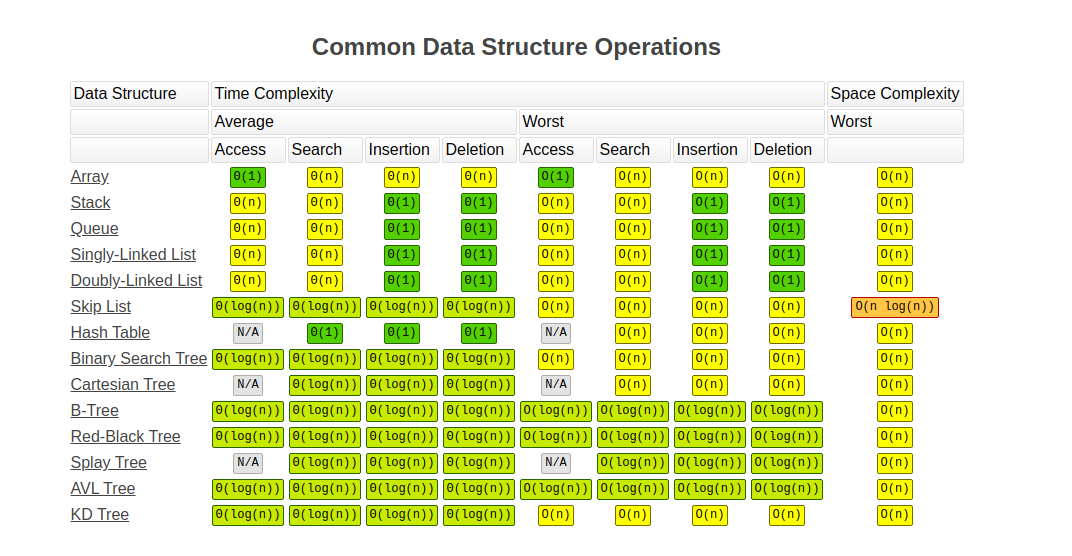 Common Data Structure Operations
Data Structure Time Complexity Space Complexity
Average Worst Worst
Access Search Insertion Deletion Access Search Insertion Deletion
Array Θ(1) Θ(n) Θ(n) Θ(n) O(1) O(n) O(n) O(n) O(n)
Stack Θ(n) Θ(n) Θ(1) Θ(1) O(n) O(n) O(1) O(1) O(n)
Queue Θ(n) Θ(n) Θ(1) Θ(1) O(n) O(n) O(1) O(1) O(n)
Singly-Linked List Θ(n) Θ(n) Θ(1) Θ(1) O(n) O(n) O(1) O(1) O(n)
Doubly-Linked List Θ(n) Θ(n) Θ(1) Θ(1) O(n) O(n) O(1) O(1) O(n)
Skip List Θ(log(n)) Θ(log(n)) Θ(log(n)) Θ(log(n)) O(n) O(n) O(n) O(n) O(n log(n))
Hash Table N/A Θ(1) Θ(1) Θ(1) N/A O(n) O(n) O(n) O(n)
Binary Search Tree Θ(log(n)) Θ(log(n)) Θ(log(n)) Θ(log(n)) O(n) O(n) O(n) O(n) O(n)
Cartesian Tree N/A Θ(log(n)) Θ(log(n)) Θ(log(n)) N/A O(n) O(n) O(n) O(n)
B-Tree Θ(log(n)) Θ(log(n)) Θ(log(n)) Θ(log(n)) O(log(n)) O(log(n)) O(log(n)) O(log(n)) O(n)
Red-Black Tree Θ(log(n)) Θ(log(n)) Θ(log(n)) Θ(log(n)) O(log(n)) O(log(n)) O(log(n)) O(log(n)) O(n)
Splay Tree N/A Θ(log(n)) Θ(log(n)) Θ(log(n)) N/A O(log(n)) O(log(n)) O(log(n)) O(n)
AVL Tree Θ(log(n)) Θ(log(n)) Θ(log(n)) Θ(log(n)) O(log(n)) O(log(n)) O(log(n)) O(log(n)) O(n)
KD Tree Θ(log(n)) Θ(log(n)) Θ(log(n)) Θ(log(n)) O(n) O(n) O(n) O(n) O(n)